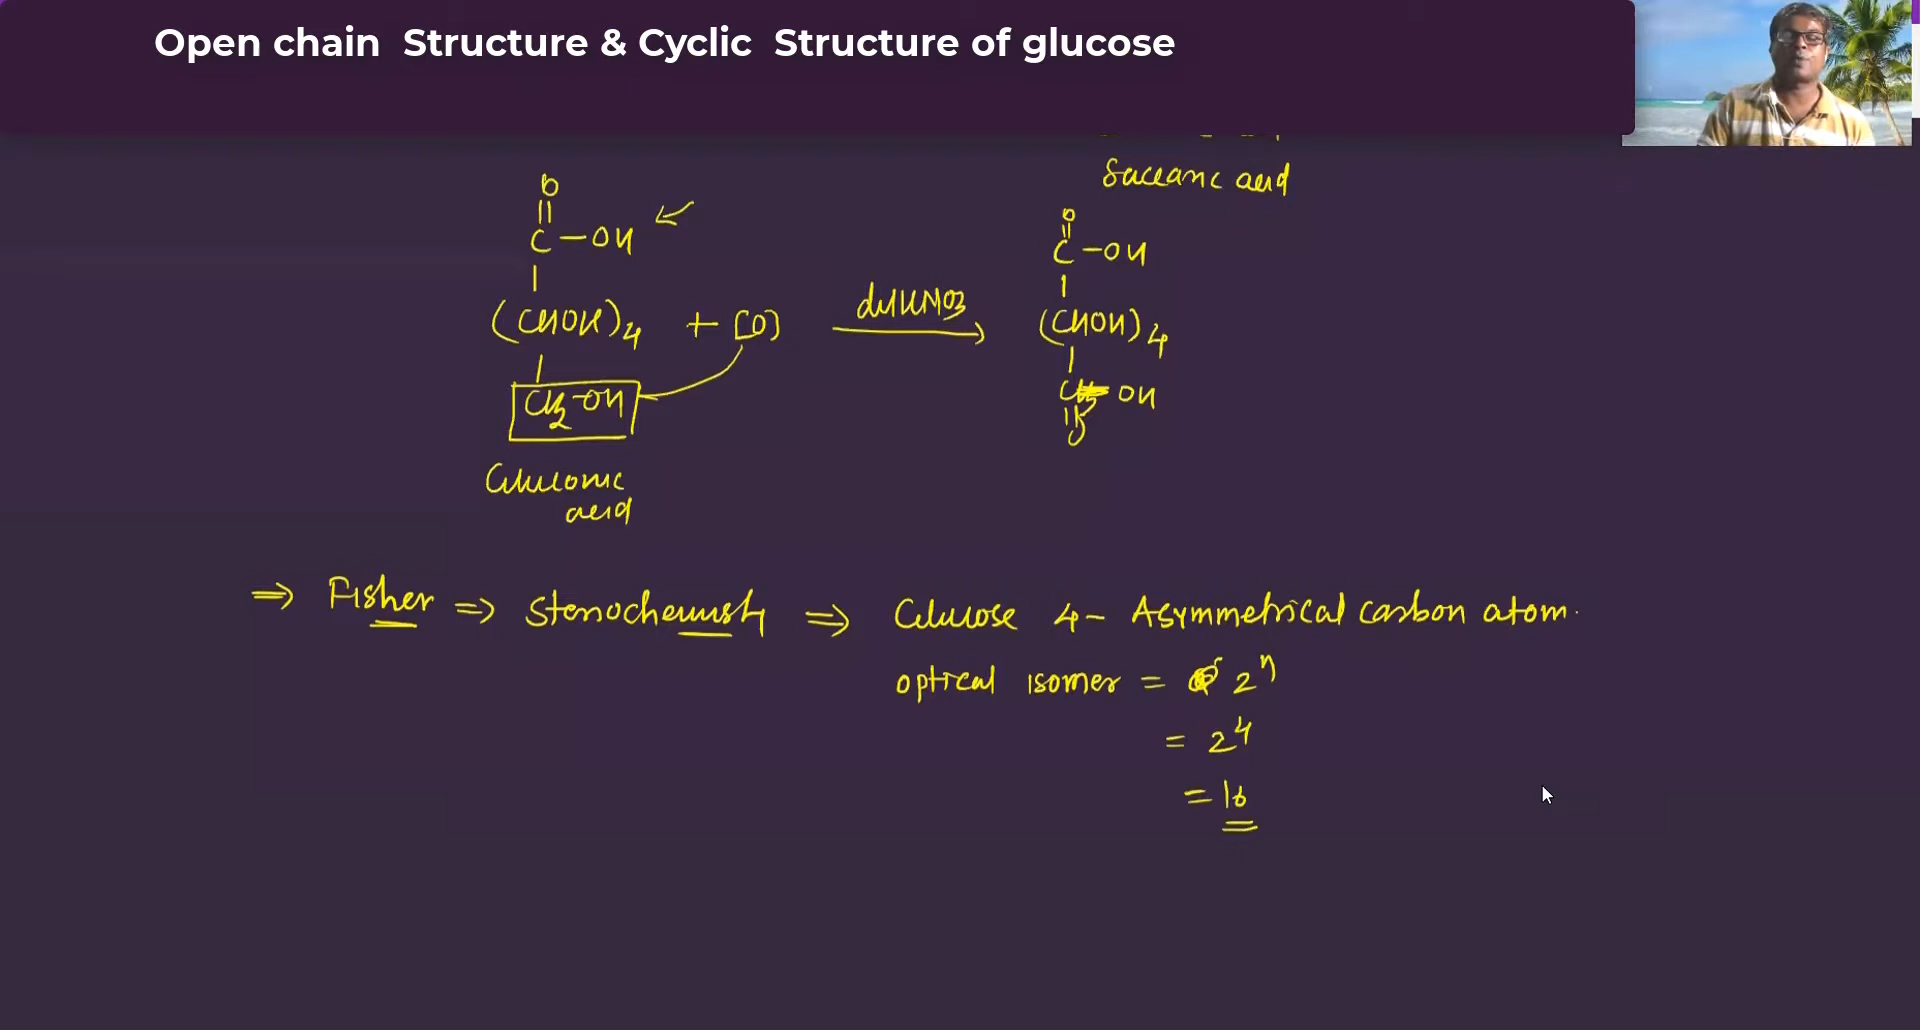 Open chain Structure & Cyclic Structure of glucose
Saccaric acid
O
||
C-OH
|
(CHOH)4 + [O]
|
CH2-OH
Gluconic
acid
dil HNO3
O
||
C-OH
|
(CHOH)4
|
C OH
||
O
⇒ Fisher ⇒ Sterochemistry ⇒ Glucose 4- Asymmetrical carbon atom.
optical isomer = 2^n
= 2^4
= 16